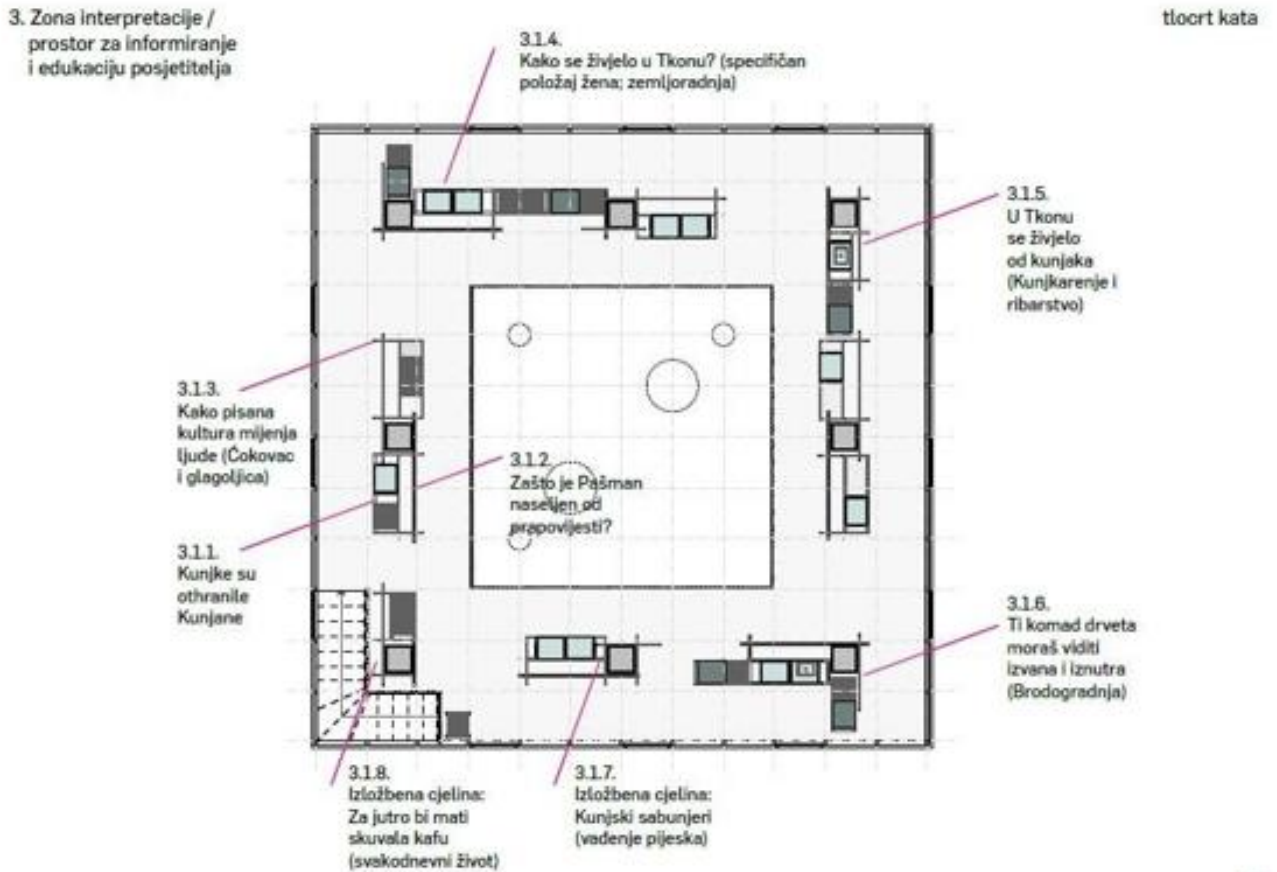 3. Zona interpretacije /
prostor za informiranje
i edukaciju posjetitelja
tlocrt kata
3.1.4.
Kako se živjelo u Tkonu? (specifičan
položaj žena; zemljoradnja)
3.1.5.
U Tkonu
se živjelo
od kunjaka
(Kunjkarenje i
ribarstvo)
3.1.3.
Kako pisana
kultura mijenja
ljude (Ćokovac
i glagoljica)
3.1.2.
Zašto je Pašman
naseljen od
prapovijesti?
3.1.1.
Kunjke su
othranile
Kunjane
3.1.6.
Ti komad drveta
moraš viditi
izvana i iznutra
(Brodogradnja)
3.1.8.
Izložbena cjelina:
Za jutro bi mati
skuvala kafu
(svakodnevni život)
3.1.7.
Izložbena cjelina:
Kunjski sabunjeri
(vađenje pijeska)